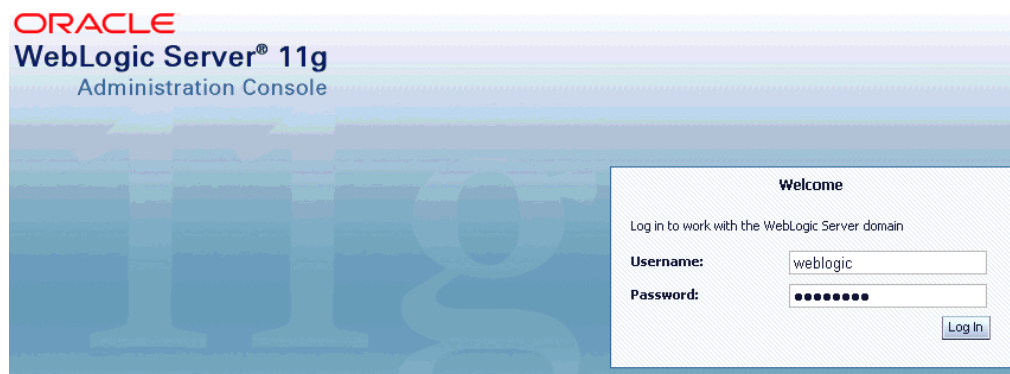 ORACLE
WebLogic Server® 11g
Administration Console
11g
Welcome
Log in to work with the WebLogic Server domain
Username:
weblogic
Password:
●●●●●●●●
Log In